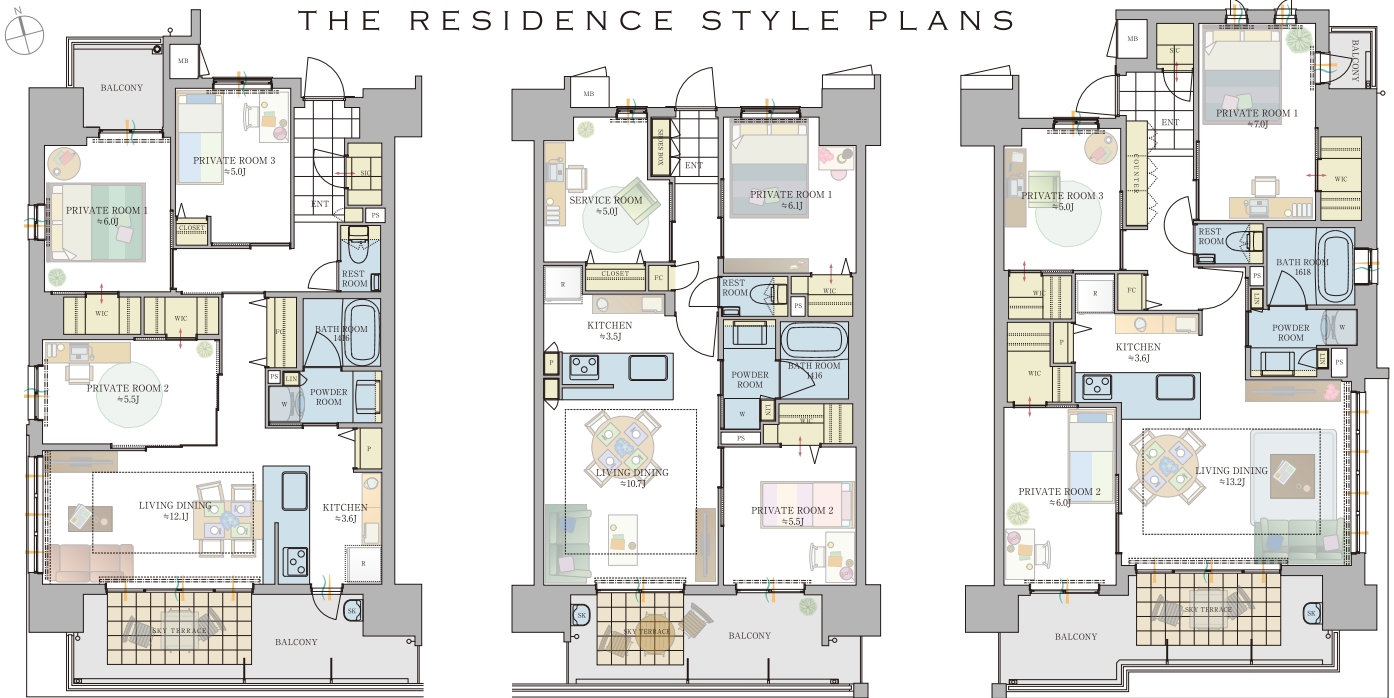 THE RESIDENCE STYLE PLANS
N
BALCONY
MB
PRIVATE ROOM 3
≒5.0J
PRIVATE ROOM 1
≒6.0J
SIC
ENT
PS
CLOSET
REST
ROOM
WIC
WIC
FC
BATH ROOM
1416
PRIVATE ROOM 2
≒5.5J
PS
LIN
W
POWDER
ROOM
P
LIVING DINING
≒12.1J
KITCHEN
≒3.6J
R
SK
SKY TERRACE
BALCONY
MB
SHOES BOX
ENT
SERVICE ROOM
≒5.0J
PRIVATE ROOM 1
≒6.1J
R
CLOSET
FC
REST
ROOM
WIC
PS
KITCHEN
≒3.5J
P
POWDER
ROOM
BATH ROOM
1416
W
LIN
WIC
PS
LIVING DINING
≒10.7J
PRIVATE ROOM 2
≒5.5J
SK
SKY TERRACE
BALCONY
MB
SIC
BALCONY
PRIVATE ROOM 1
≒7.0J
ENT
COUNTER
WIC
PRIVATE ROOM 3
≒5.0J
REST
ROOM
BATH ROOM
1618
PS
WIC
R
FC
LIN
POWDER
ROOM
W
KITCHEN
≒3.6J
P
LIN
PS
WIC
LIVING DINING
≒13.2J
PRIVATE ROOM 2
≒6.0J
SKY TERRACE
SK
BALCONY